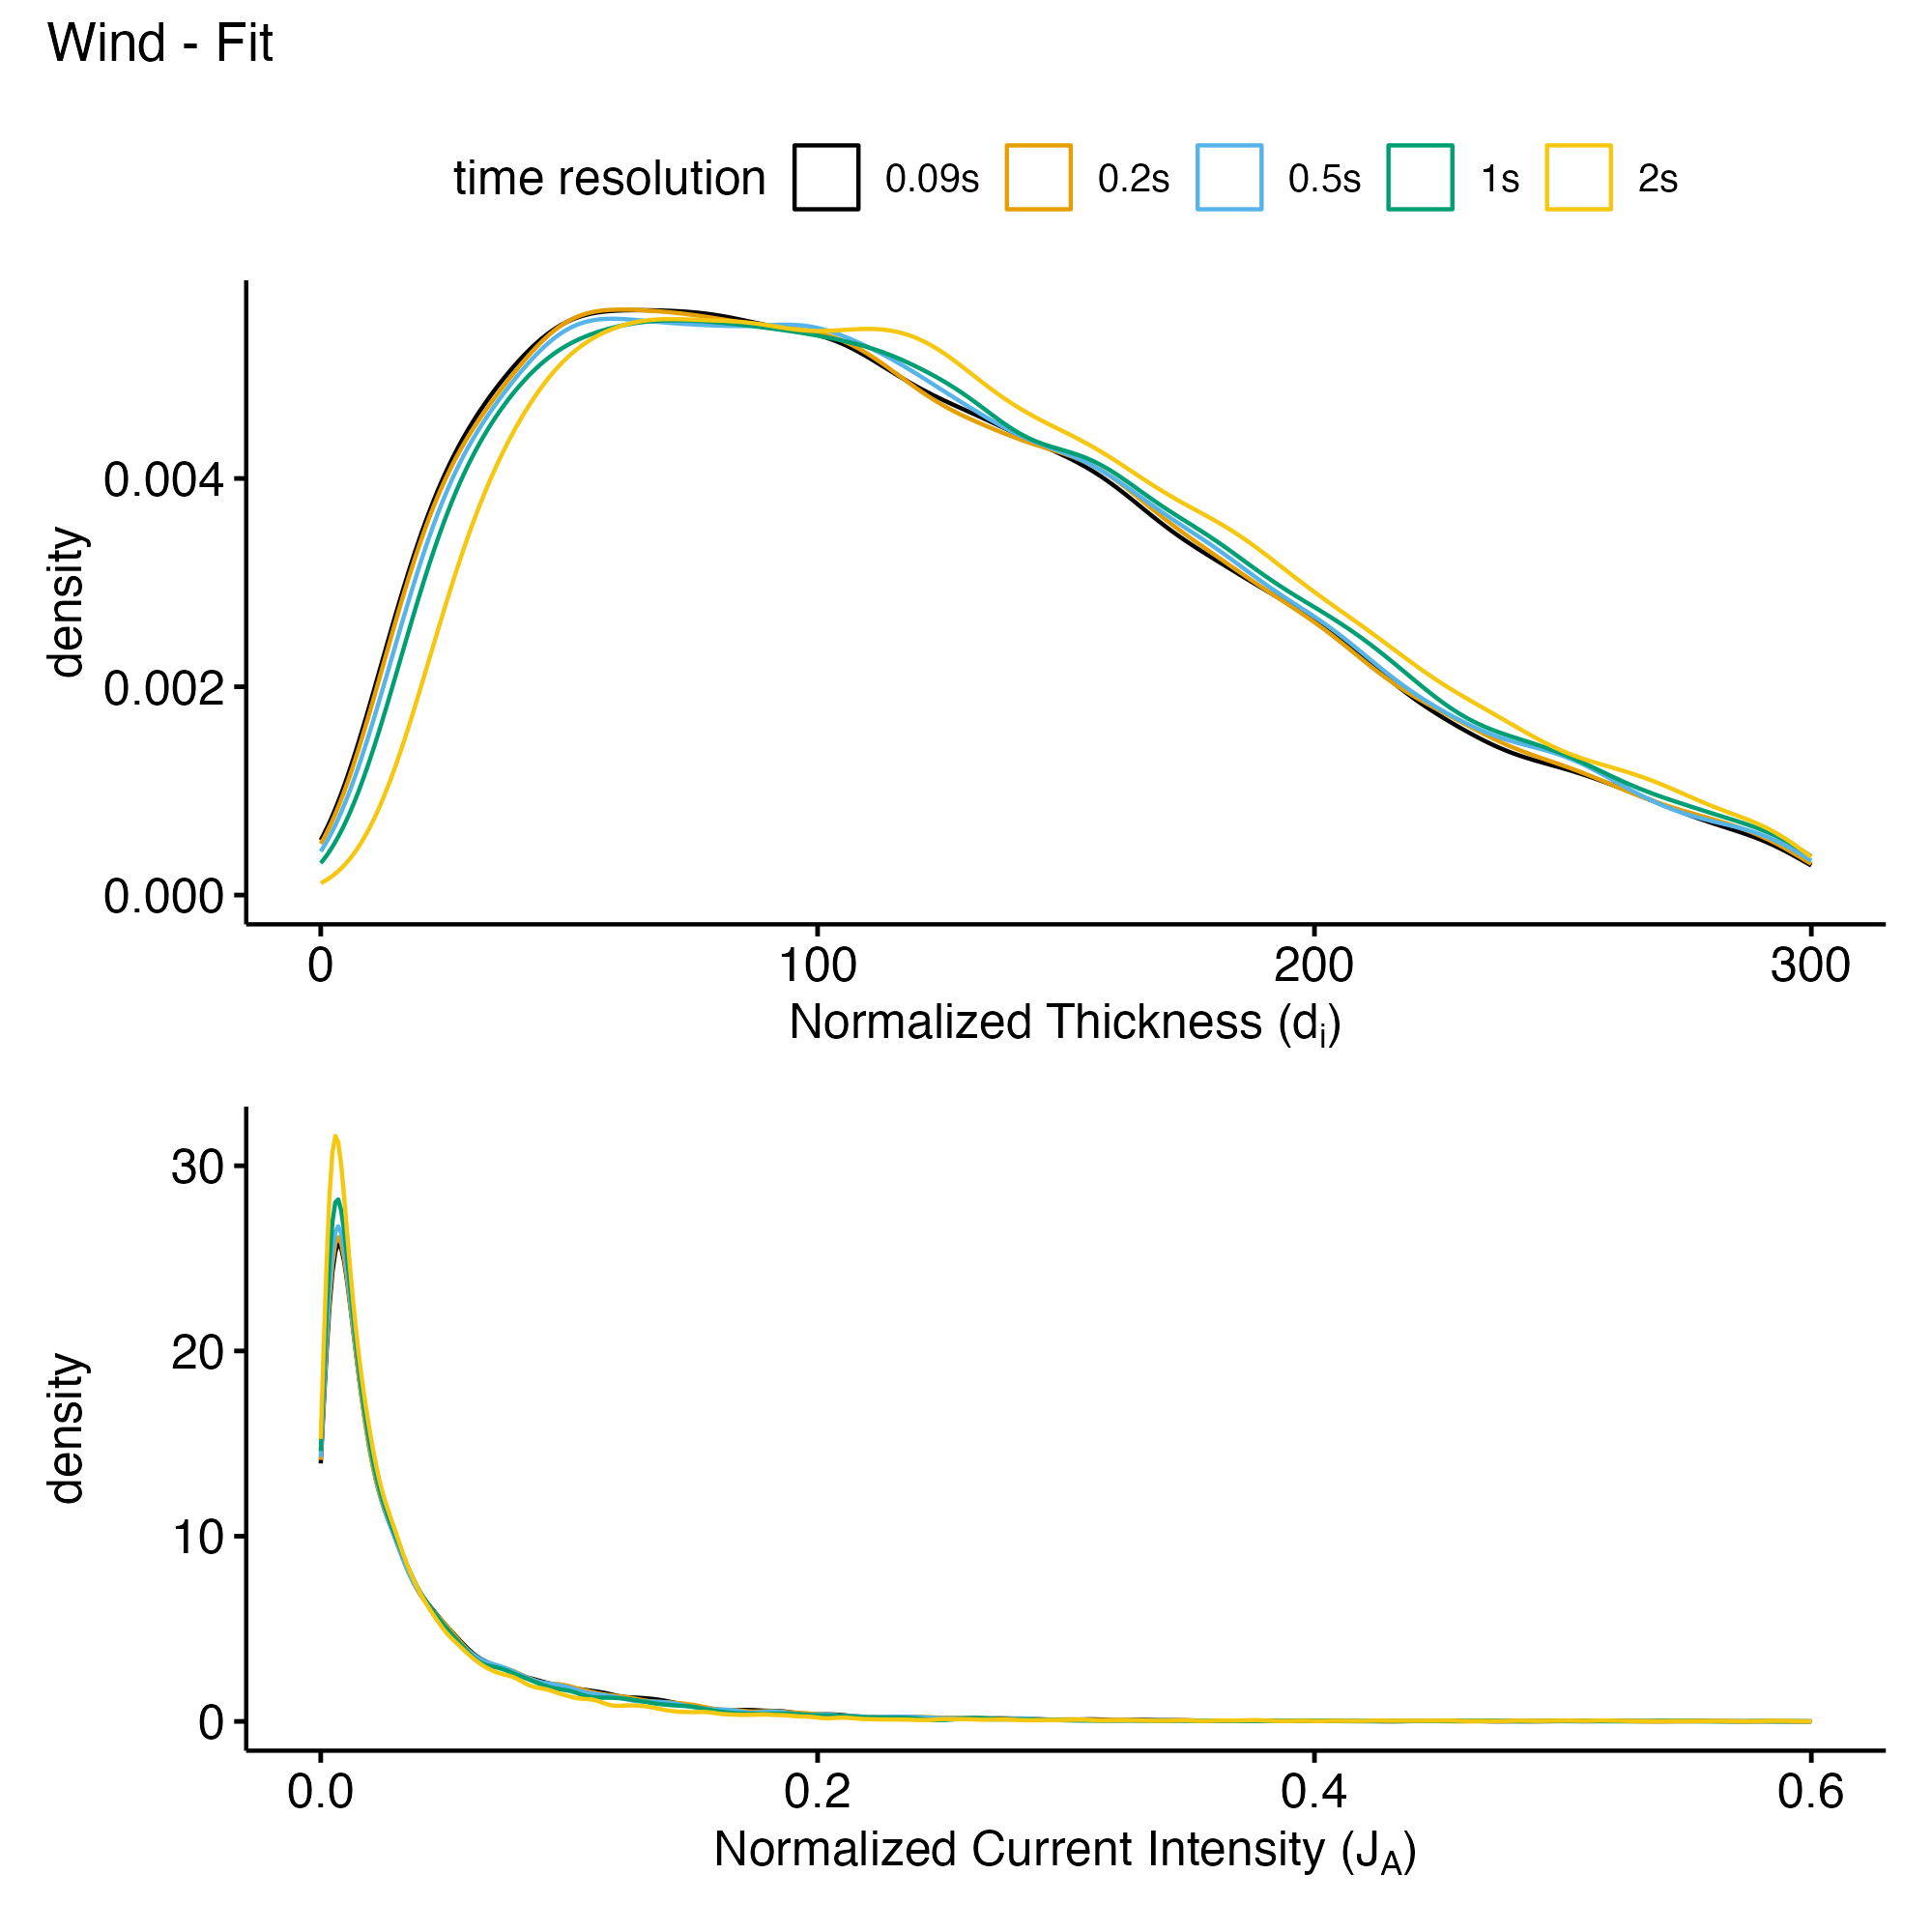 Wind - Fit
time resolution 0.09s 0.2s 0.5s 1s 2s
density
0.004
0.002
0.000
0 100 200 300
Normalized Thickness (dᵢ)
density
30
20
10
0
0.0 0.2 0.4 0.6
Normalized Current Intensity (J_A)